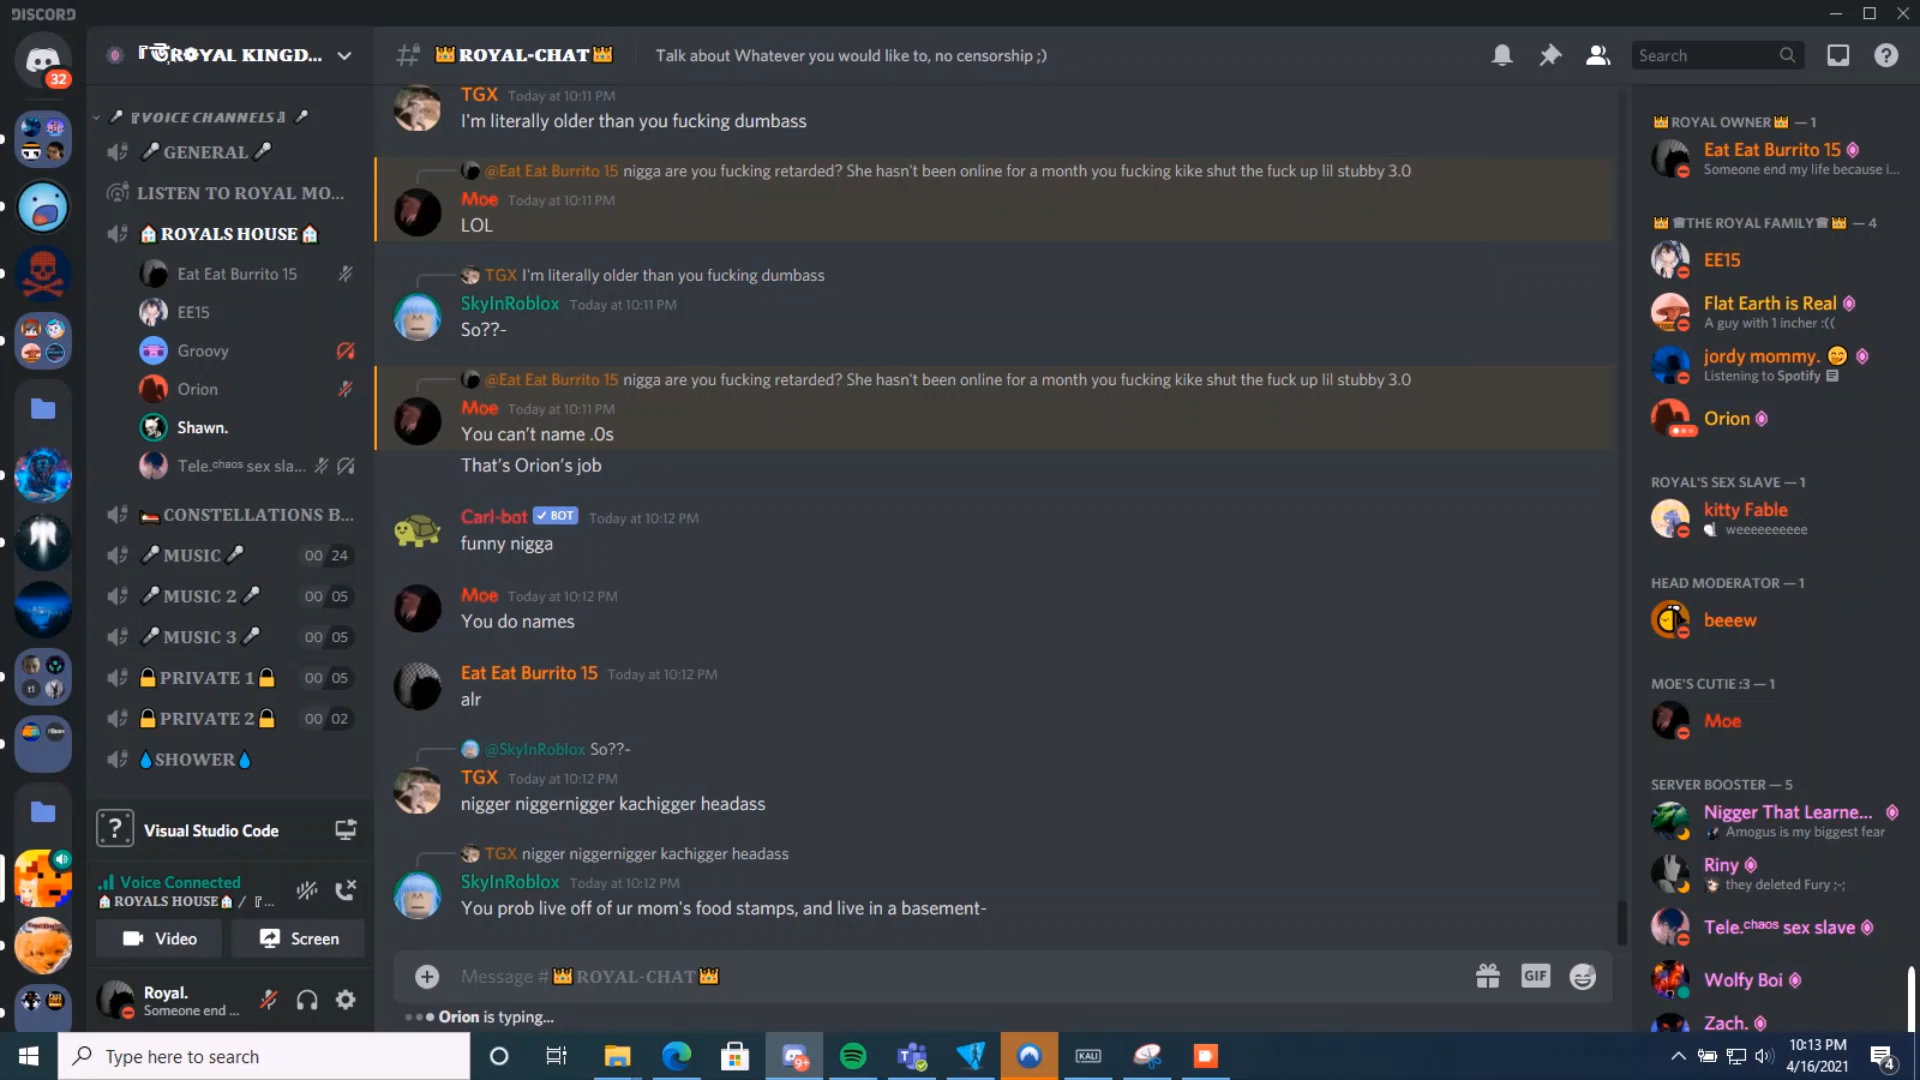 DISCORD
32
ROYAL KINGD...
VOICE CHANNELS
GENERAL
LISTEN TO ROYAL MO...
ROYALS HOUSE
Eat Eat Burrito 15
EE15
Groovy
Orion
Shawn.
Tele.ᶜʰᵃᵒˢ sex sla...
CONSTELLATIONS B...
MUSIC 00 24
MUSIC 2 00 05
MUSIC 3 00 05
PRIVATE 1 00 05
PRIVATE 2 00 02
SHOWER
? Visual Studio Code
Voice Connected
ROYALS HOUSE / 『...
Video Screen
Royal.
Someone end ...
# ROYAL-CHAT Talk about Whatever you would like to, no censorship ;)
Search
TGX Today at 10:11 PM
I'm literally older than you fucking dumbass
@Eat Eat Burrito 15 nigga are you fucking retarded? She hasn't been online for a month you fucking kike shut the fuck up lil stubby 3.0
Moe Today at 10:11 PM
LOL
TGX I'm literally older than you fucking dumbass
SkyInRoblox Today at 10:11 PM
So??-
@Eat Eat Burrito 15 nigga are you fucking retarded? She hasn't been online for a month you fucking kike shut the fuck up lil stubby 3.0
Moe Today at 10:11 PM
You can't name .0s
That's Orion's job
Carl-bot ✓ BOT Today at 10:12 PM
funny nigga
Moe Today at 10:12 PM
You do names
Eat Eat Burrito 15 Today at 10:12 PM
alr
@SkyInRoblox So??-
TGX Today at 10:12 PM
nigger niggernigger kachigger headass
TGX nigger niggernigger kachigger headass
SkyInRoblox Today at 10:12 PM
You prob live off of ur mom's food stamps, and live in a basement-
Message # ROYAL-CHAT
GIF
Orion is typing...
ROYAL OWNER — 1
Eat Eat Burrito 15
Someone end my life because i...
THE ROYAL FAMILY — 4
EE15
Flat Earth is Real
A guy with 1 incher :((
jordy mommy.
Listening to Spotify
Orion
ROYAL'S SEX SLAVE — 1
kitty Fable
weeeeeeeeee
HEAD MODERATOR — 1
beeew
MOE'S CUTIE :3 — 1
Moe
SERVER BOOSTER — 5
Nigger That Learne...
Amogus is my biggest fear
Riny
they deleted Fury ;-;
Tele.ᶜʰᵃᵒˢ sex slave
Wolfy Boi
Zach.
Type here to search
9+
KALI
10:13 PM
4/16/2021
4